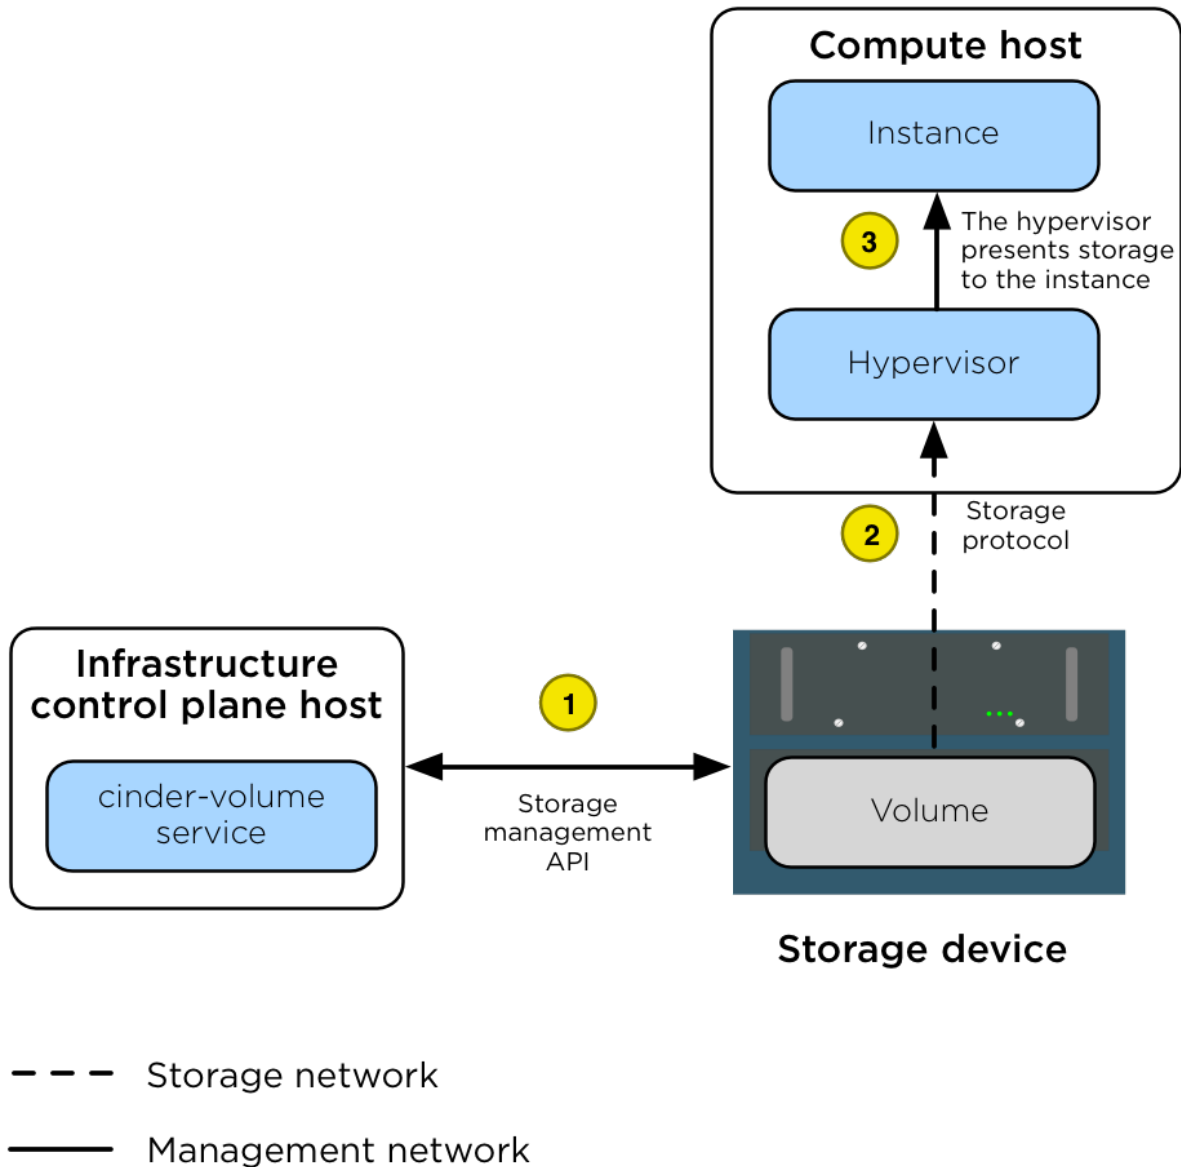 Compute host
Instance
3
The hypervisor
presents storage
to the instance
Hypervisor
2
Storage
protocol
Infrastructure
control plane host
cinder-volume
service
1
Storage
management
API
Volume
Storage device
Storage network
Management network